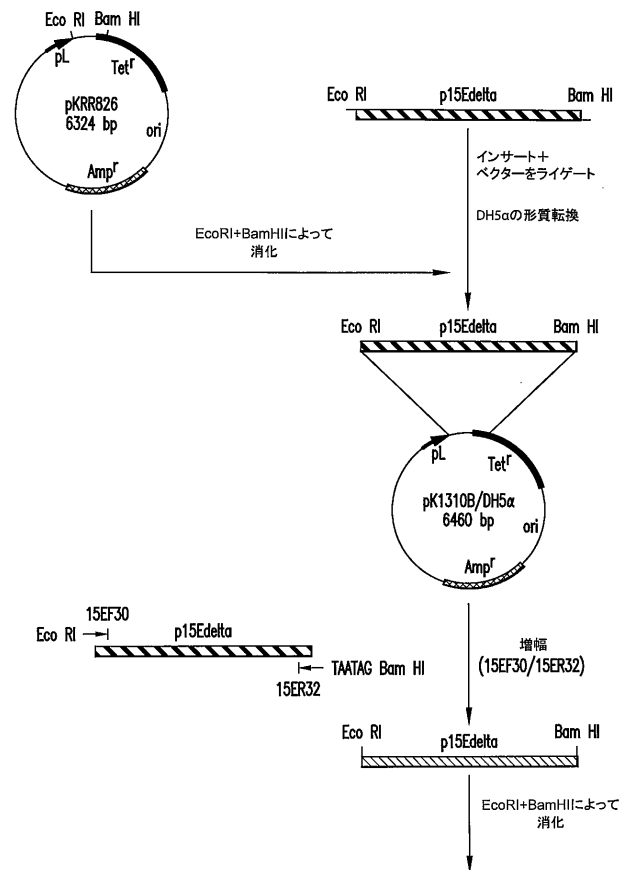 Eco RI Bam HI
pL
Tetʳ
pKRR826
6324 bp
ori
Ampʳ
Eco RI p15Edelta Bam HI
インサート＋
ベクターをライゲート
DH5αの形質転換
EcoRI+BamHIによって
消化
Eco RI p15Edelta Bam HI
pL
Tetʳ
pK1310B/DH5α
6460 bp
ori
Ampʳ
15EF30
Eco RI p15Edelta
TAATAG Bam HI
15ER32
増幅
(15EF30/15ER32)
Eco RI p15Edelta Bam HI
EcoRI+BamHIによって
消化